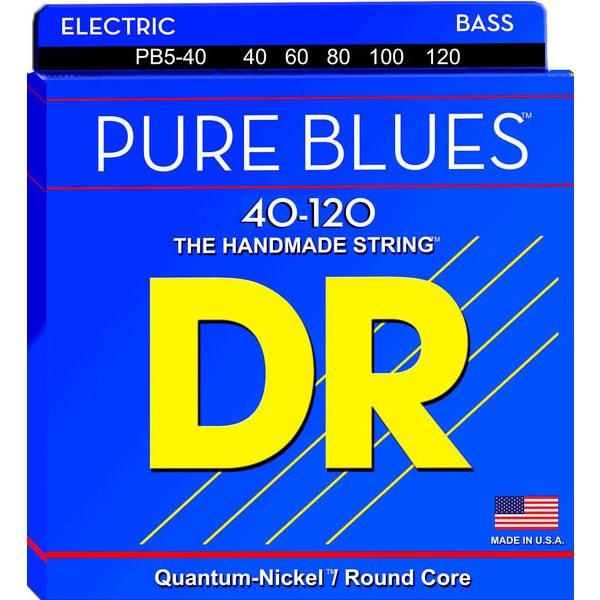 ELECTRIC BASS
PB5-40 40 60 80 100 120
PURE BLUES™
40-120
THE HANDMADE STRING™
DR
MADE IN U.S.A.
Quantum-Nickel™/ Round Core